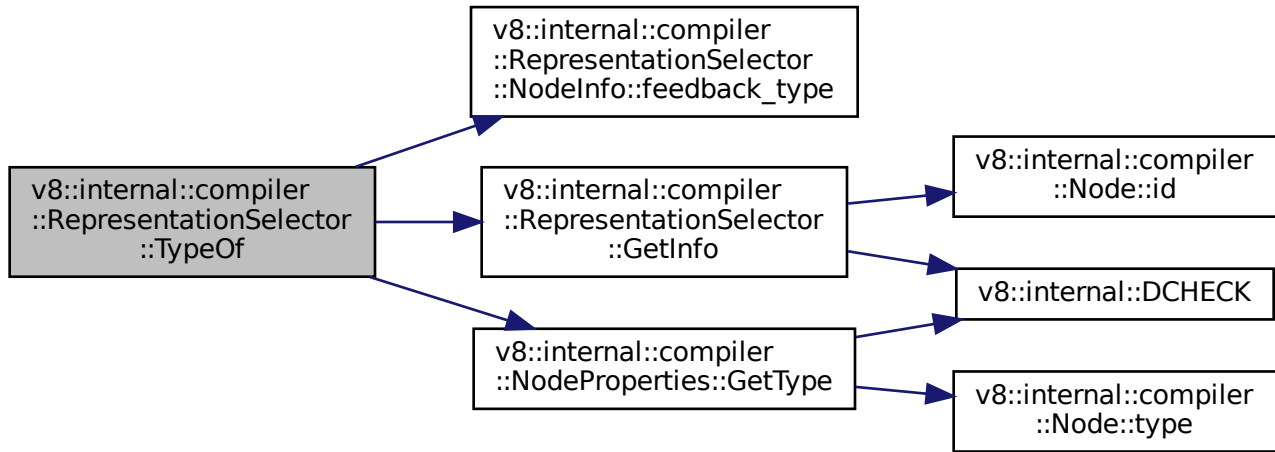 v8::internal::compiler
::RepresentationSelector
::TypeOf
v8::internal::compiler
::RepresentationSelector
::NodeInfo::feedback_type
v8::internal::compiler
::RepresentationSelector
::GetInfo
v8::internal::compiler
::NodeProperties::GetType
v8::internal::compiler
::Node::id
v8::internal::DCHECK
v8::internal::compiler
::Node::type